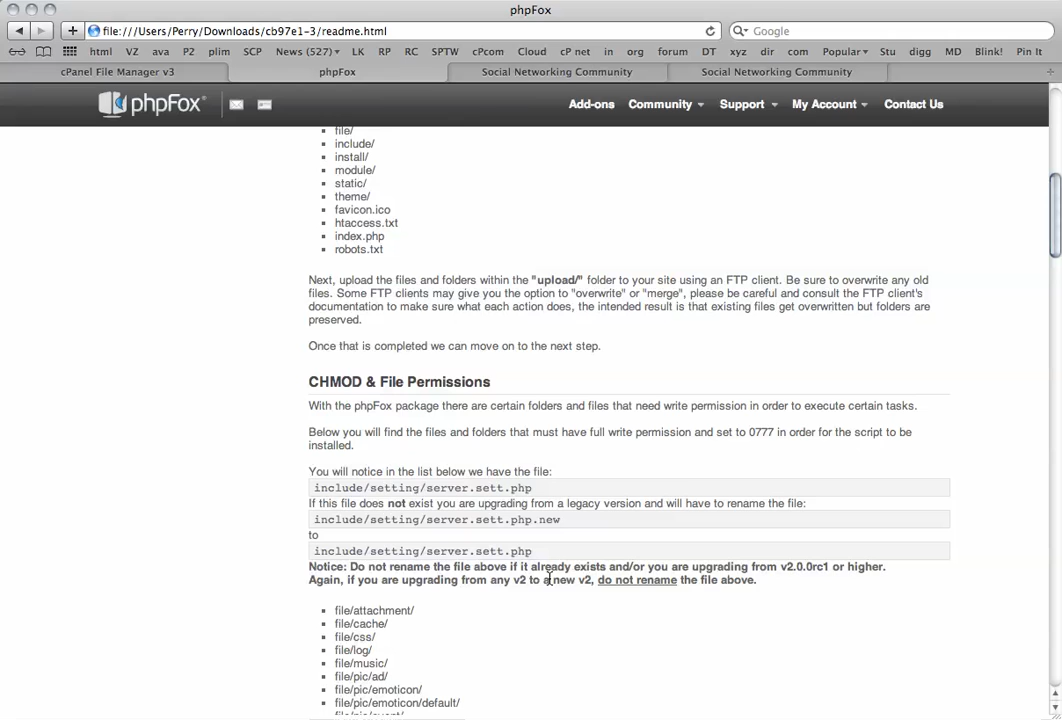 phpFox
file:///Users/Perry/Downloads/cb97e1-3/readme.html
Google
html VZ ava P2 plim SCP News (527) LK RP RC SPTW cPcom Cloud cP net in org forum DT xyz dir com Popular Stu digg MD Blink! Pin It
cPanel File Manager v3 phpFox Social Networking Community Social Networking Community
phpFox Add-ons Community Support My Account Contact Us
file/
include/
install/
module/
static/
theme/
favicon.ico
htaccess.txt
index.php
robots.txt
Next, upload the files and folders within the "upload/" folder to your site using an FTP client. Be sure to overwrite any old
files. Some FTP clients may give you the option to "overwrite" or "merge", please be careful and consult the FTP client's
documentation to make sure what each action does, the intended result is that existing files get overwritten but folders are
preserved.
Once that is completed we can move on to the next step.
CHMOD & File Permissions
With the phpFox package there are certain folders and files that need write permission in order to execute certain tasks.
Below you will find the files and folders that must have full write permission and set to 0777 in order for the script to be
installed.
You will notice in the list below we have the file:
include/setting/server.sett.php
If this file does not exist you are upgrading from a legacy version and will have to rename the file:
include/setting/server.sett.php.new
to
include/setting/server.sett.php
Notice: Do not rename the file above if it already exists and/or you are upgrading from v2.0.0rc1 or higher.
Again, if you are upgrading from any v2 to a new v2, do not rename the file above.
file/attachment/
file/cache/
file/css/
file/log/
file/music/
file/pic/ad/
file/pic/emoticon/
file/pic/emoticon/default/
file/pic/event/